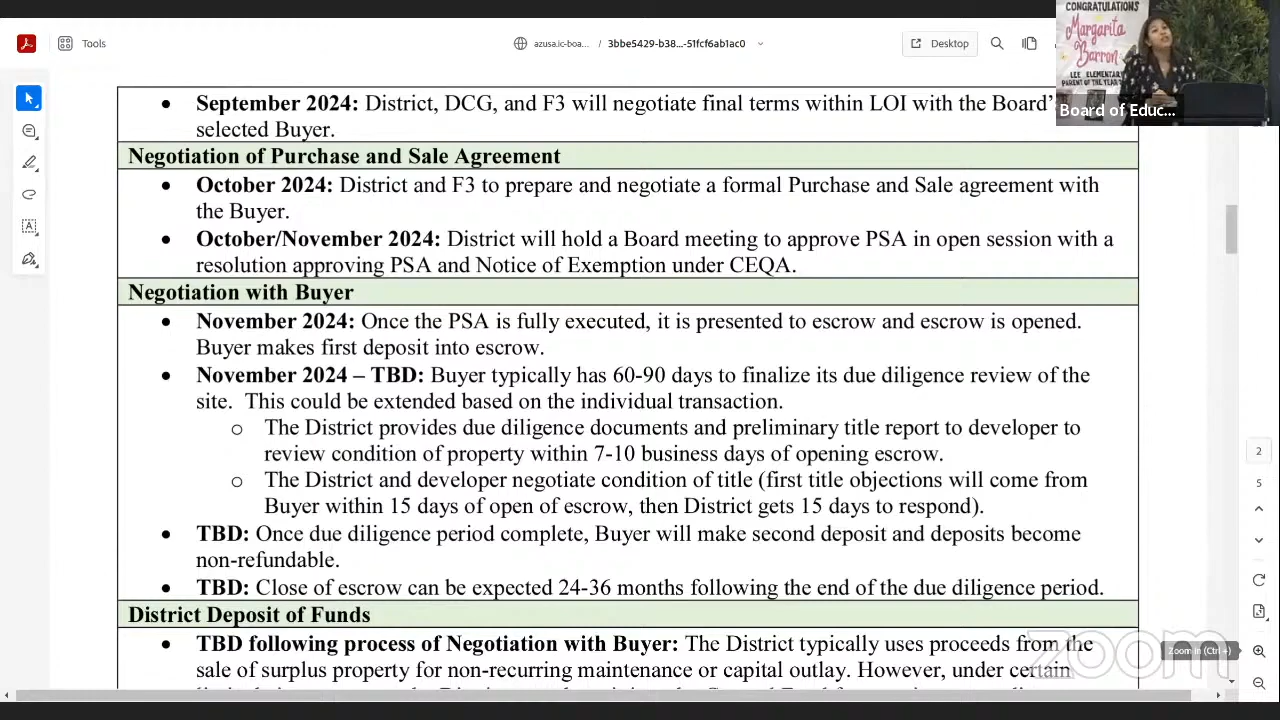 Tools
azusa.ic-boa... / 3bbe5429-b38...-51fcf6ab1ac0
Desktop
CONGRATULATIONS
Margarita
Barron
LEE ELEMENTARY
PARENT OF THE YEAR
Board of Educ...
• September 2024: District, DCG, and F3 will negotiate final terms within LOI with the Board'
selected Buyer.
Negotiation of Purchase and Sale Agreement
• October 2024: District and F3 to prepare and negotiate a formal Purchase and Sale agreement with
the Buyer.
• October/November 2024: District will hold a Board meeting to approve PSA in open session with a
resolution approving PSA and Notice of Exemption under CEQA.
Negotiation with Buyer
• November 2024: Once the PSA is fully executed, it is presented to escrow and escrow is opened.
Buyer makes first deposit into escrow.
• November 2024 – TBD: Buyer typically has 60-90 days to finalize its due diligence review of the
site. This could be extended based on the individual transaction.
o The District provides due diligence documents and preliminary title report to developer to
review condition of property within 7-10 business days of opening escrow.
o The District and developer negotiate condition of title (first title objections will come from
Buyer within 15 days of open of escrow, then District gets 15 days to respond).
• TBD: Once due diligence period complete, Buyer will make second deposit and deposits become
non-refundable.
• TBD: Close of escrow can be expected 24-36 months following the end of the due diligence period.
District Deposit of Funds
• TBD following process of Negotiation with Buyer: The District typically uses proceeds from the
sale of surplus property for non-recurring maintenance or capital outlay. However, under certain
2
5
Zoom in (Ctrl +)
zoom